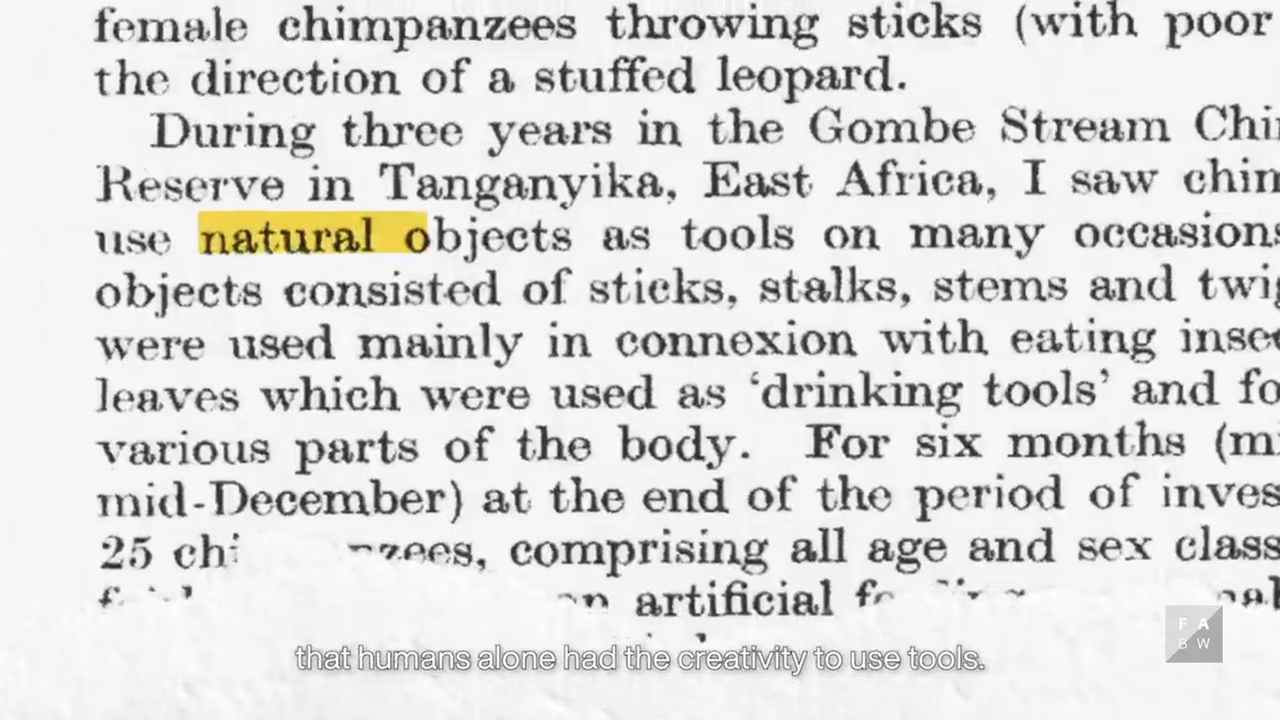 female chimpanzees throwing sticks (with poor
the direction of a stuffed leopard.
During three years in the Gombe Stream Chi
Reserve in Tanganyika, East Africa, I saw chim
use natural objects as tools on many occasions
objects consisted of sticks, stalks, stems and twig
were used mainly in connexion with eating inse
leaves which were used as ‘drinking tools’ and fo
various parts of the body. For six months (m
mid-December) at the end of the period of inves
25 chi nzees, comprising all age and sex class
artificial
that humans alone had the creativity to use tools.
F A
B W